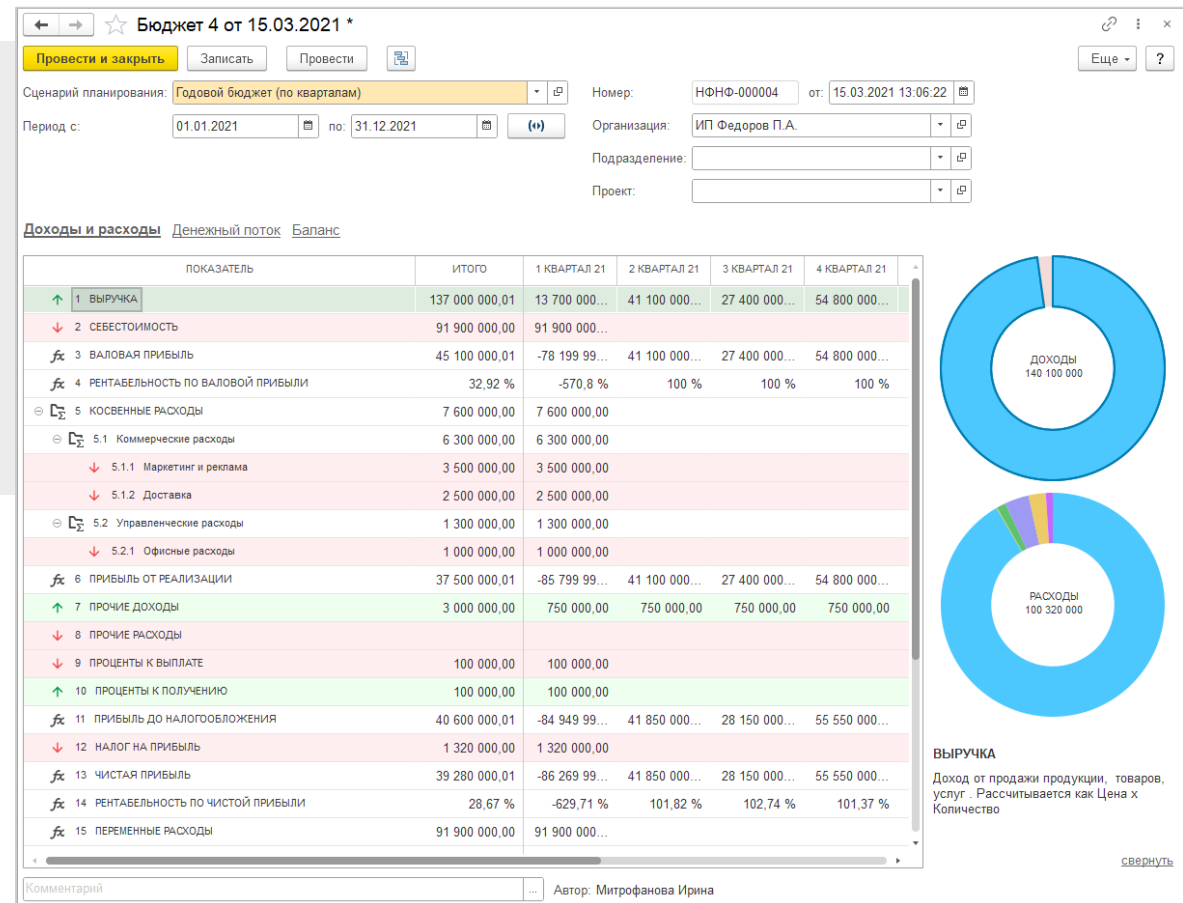 Бюджет 4 от 15.03.2021 *
Провести и закрыть Записать Провести Еще ?
Сценарий планирования: Годовой бюджет (по кварталам) Номер: НФНФ-000004 от: 15.03.2021 13:06:22
Период с: 01.01.2021 по: 31.12.2021 Организация: ИП Федоров П.А.
Подразделение:
Проект:
Доходы и расходы Денежный поток Баланс
ПОКАЗАТЕЛЬ ИТОГО 1 КВАРТАЛ 21 2 КВАРТАЛ 21 3 КВАРТАЛ 21 4 КВАРТАЛ 21
1 ВЫРУЧКА 137 000 000,01 13 700 000... 41 100 000... 27 400 000... 54 800 000...
2 СЕБЕСТОИМОСТЬ 91 900 000,00 91 900 000...
fx 3 ВАЛОВАЯ ПРИБЫЛЬ 45 100 000,01 -78 199 99... 41 100 000... 27 400 000... 54 800 000...
fx 4 РЕНТАБЕЛЬНОСТЬ ПО ВАЛОВОЙ ПРИБЫЛИ 32,92 % -570,8 % 100 % 100 % 100 %
5 КОСВЕННЫЕ РАСХОДЫ 7 600 000,00 7 600 000,00
5.1 Коммерческие расходы 6 300 000,00 6 300 000,00
5.1.1 Маркетинг и реклама 3 500 000,00 3 500 000,00
5.1.2 Доставка 2 500 000,00 2 500 000,00
5.2 Управленческие расходы 1 300 000,00 1 300 000,00
5.2.1 Офисные расходы 1 000 000,00 1 000 000,00
fx 6 ПРИБЫЛЬ ОТ РЕАЛИЗАЦИИ 37 500 000,01 -85 799 99... 41 100 000... 27 400 000... 54 800 000...
7 ПРОЧИЕ ДОХОДЫ 3 000 000,00 750 000,00 750 000,00 750 000,00 750 000,00
8 ПРОЧИЕ РАСХОДЫ
9 ПРОЦЕНТЫ К ВЫПЛАТЕ 100 000,00 100 000,00
10 ПРОЦЕНТЫ К ПОЛУЧЕНИЮ 100 000,00 100 000,00
fx 11 ПРИБЫЛЬ ДО НАЛОГООБЛОЖЕНИЯ 40 600 000,01 -84 949 99... 41 850 000... 28 150 000... 55 550 000...
12 НАЛОГ НА ПРИБЫЛЬ 1 320 000,00 1 320 000,00
fx 13 ЧИСТАЯ ПРИБЫЛЬ 39 280 000,01 -86 269 99... 41 850 000... 28 150 000... 55 550 000...
fx 14 РЕНТАБЕЛЬНОСТЬ ПО ЧИСТОЙ ПРИБЫЛИ 28,67 % -629,71 % 101,82 % 102,74 % 101,37 %
fx 15 ПЕРЕМЕННЫЕ РАСХОДЫ 91 900 000,00 91 900 000...
ДОХОДЫ
140 100 000
РАСХОДЫ
100 320 000
ВЫРУЧКА
Доход от продажи продукции, товаров,
услуг . Рассчитывается как Цена х
Количество
свернуть
Комментарий ... Автор: Митрофанова Ирина